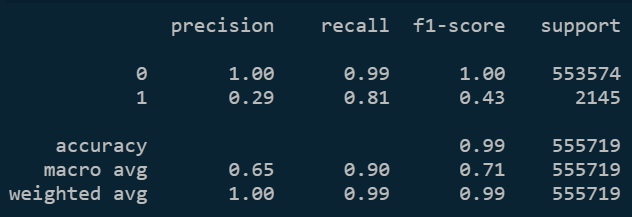 precision recall f1-score support
0 1.00 0.99 1.00 553574
1 0.29 0.81 0.43 2145
accuracy 0.99 555719
macro avg 0.65 0.90 0.71 555719
weighted avg 1.00 0.99 0.99 555719